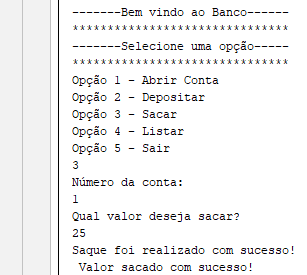 -------Bem vindo ao Banco------
*******************************
-------Selecione uma opção-----
*******************************
Opção 1 - Abrir Conta
Opção 2 - Depositar
Opção 3 - Sacar
Opção 4 - Listar
Opção 5 - Sair
3
Número da conta:
1
Qual valor deseja sacar?
25
Saque foi realizado com sucesso!
 Valor sacado com sucesso!